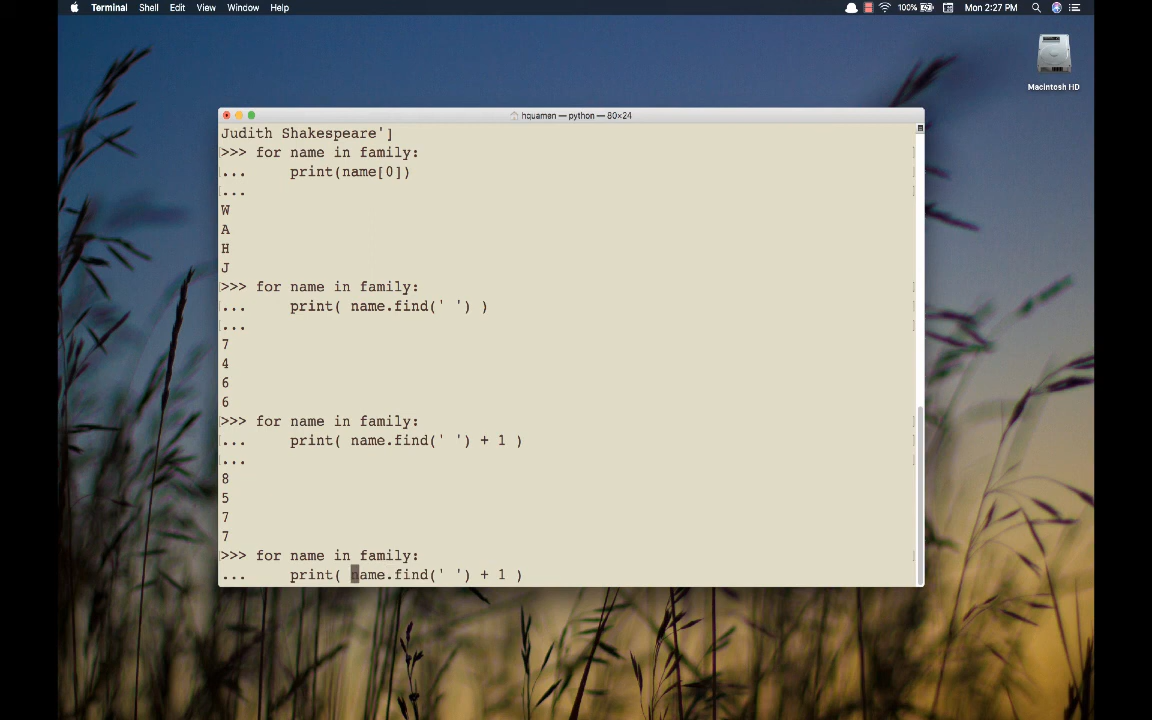 Terminal Shell Edit View Window Help 100% Mon 2:27 PM
Macintosh HD
hquamen — python — 80×24
Judith Shakespeare']
>>> for name in family:
...     print(name[0])
...
W
A
H
J
>>> for name in family:
...     print( name.find(' ') )
...
7
4
6
6
>>> for name in family:
...     print( name.find(' ') + 1 )
...
8
5
7
7
>>> for name in family:
...     print( name.find(' ') + 1 )